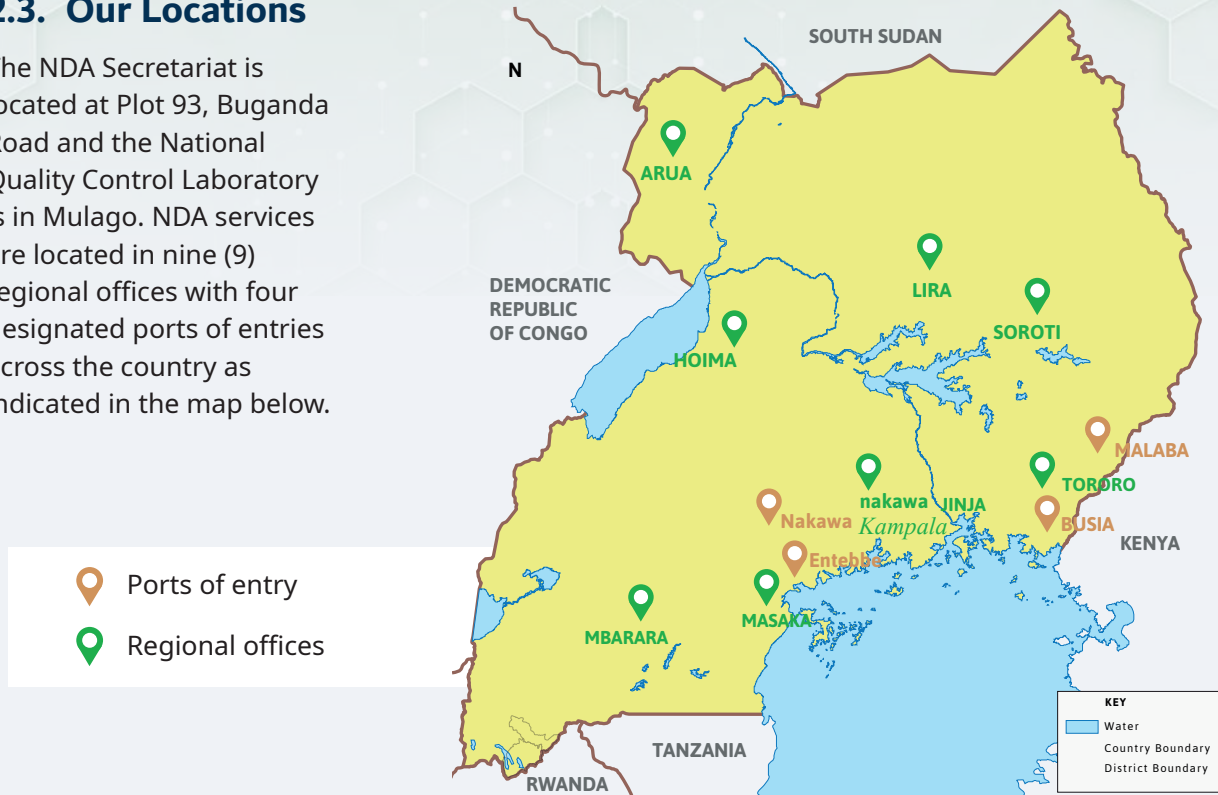 2.3. Our Locations
he NDA Secretariat is
ocated at Plot 93, Buganda
Road and the National
Quality Control Laboratory
s in Mulago. NDA services
re located in nine (9)
egional offices with four
esignated ports of entries
cross the country as
ndicated in the map below.
Ports of entry
Regional offices
N
SOUTH SUDAN
ARUA
DEMOCRATIC
REPUBLIC
OF CONGO
LIRA
SOROTI
HOIMA
MALABA
TORORO
nakawa
JINJA
Nakawa
Kampala
BUSIA
KENYA
Entebbe
MASAKA
MBARARA
TANZANIA
RWANDA
KEY
Water
Country Boundary
District Boundary